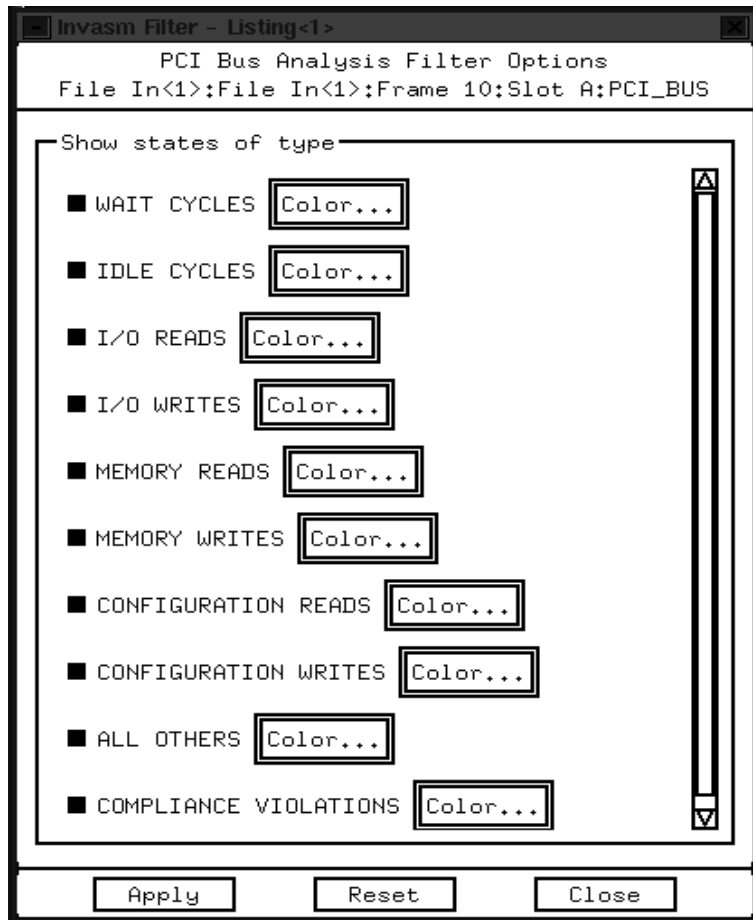 Invasm Filter - Listing<1>
PCI Bus Analysis Filter Options
File In<1>:File In<1>:Frame 10:Slot A:PCI_BUS
Show states of type
WAIT CYCLES Color...
IDLE CYCLES Color...
I/O READS Color...
I/O WRITES Color...
MEMORY READS Color...
MEMORY WRITES Color...
CONFIGURATION READS Color...
CONFIGURATION WRITES Color...
ALL OTHERS Color...
COMPLIANCE VIOLATIONS Color...
Apply Reset Close